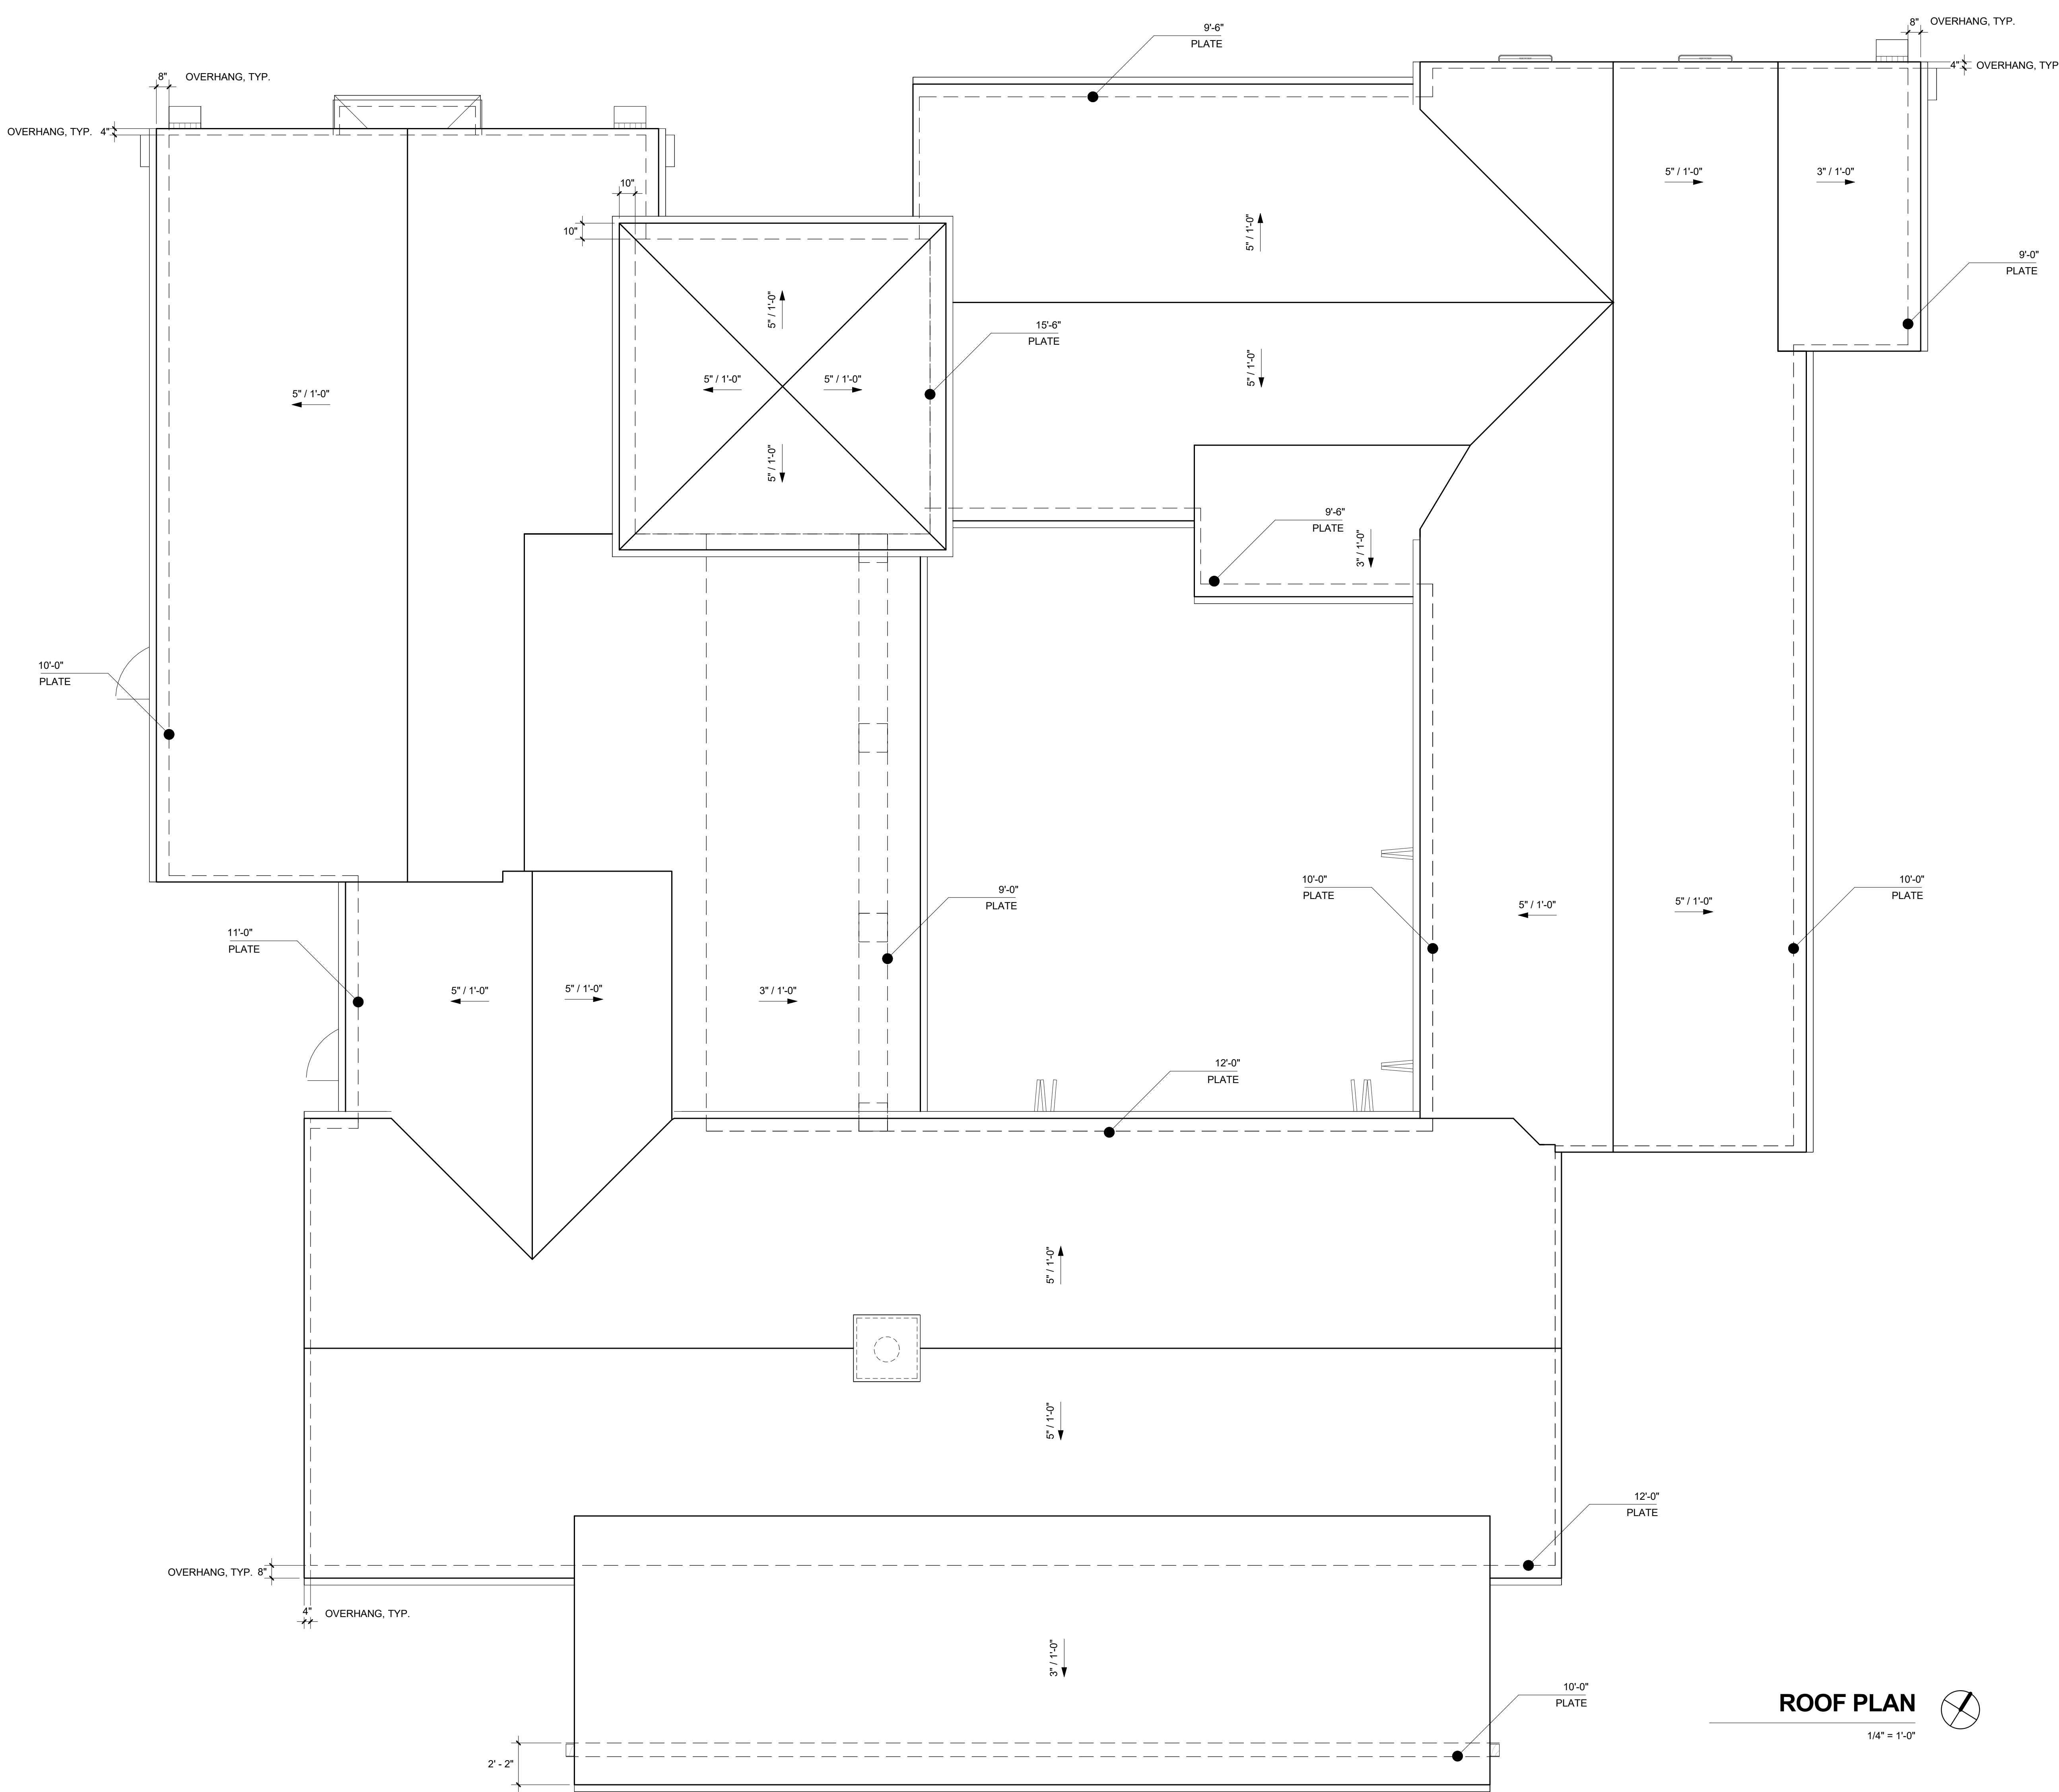 9'-6"
PLATE
8"
OVERHANG, TYP.
4"
OVERHANG, TYP
8"
OVERHANG, TYP.
OVERHANG, TYP.
4"
10"
10"
5" / 1'-0"
3" / 1'-0"
5" / 1'-0"
9'-0"
PLATE
5" / 1'-0"
15'-6"
PLATE
5" / 1'-0"
5" / 1'-0"
5" / 1'-0"
5" / 1'-0"
5" / 1'-0"
9'-6"
PLATE
3" / 1'-0"
10'-0"
PLATE
9'-0"
PLATE
10'-0"
PLATE
10'-0"
PLATE
5" / 1'-0"
5" / 1'-0"
11'-0"
PLATE
5" / 1'-0"
5" / 1'-0"
3" / 1'-0"
12'-0"
PLATE
5" / 1'-0"
5" / 1'-0"
12'-0"
PLATE
OVERHANG, TYP. 8"
4"
OVERHANG, TYP.
3" / 1'-0"
10'-0"
PLATE
2' - 2"
ROOF PLAN
1/4" = 1'-0"